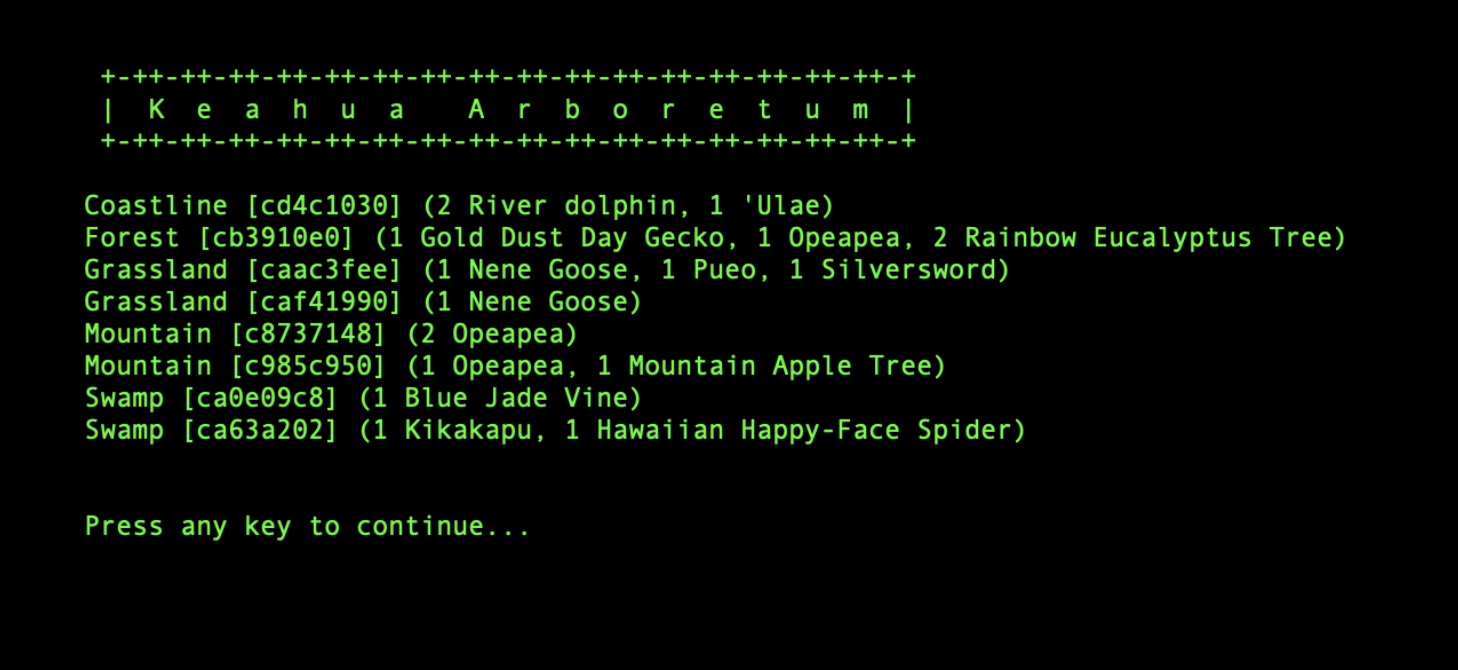 +-++-++-++-++-++-++-++-++-++-++-++-++-++-++-++-++-+
| K e a h u a A r b o r e t u m |
+-++-++-++-++-++-++-++-++-++-++-++-++-++-++-++-++-+
Coastline [cd4c1030] (2 River dolphin, 1 'Ulae)
Forest [cb3910e0] (1 Gold Dust Day Gecko, 1 Opeapea, 2 Rainbow Eucalyptus Tree)
Grassland [caac3fee] (1 Nene Goose, 1 Pueo, 1 Silversword)
Grassland [caf41990] (1 Nene Goose)
Mountain [c8737148] (2 Opeapea)
Mountain [c985c950] (1 Opeapea, 1 Mountain Apple Tree)
Swamp [ca0e09c8] (1 Blue Jade Vine)
Swamp [ca63a202] (1 Kikakapu, 1 Hawaiian Happy-Face Spider)
Press any key to continue...